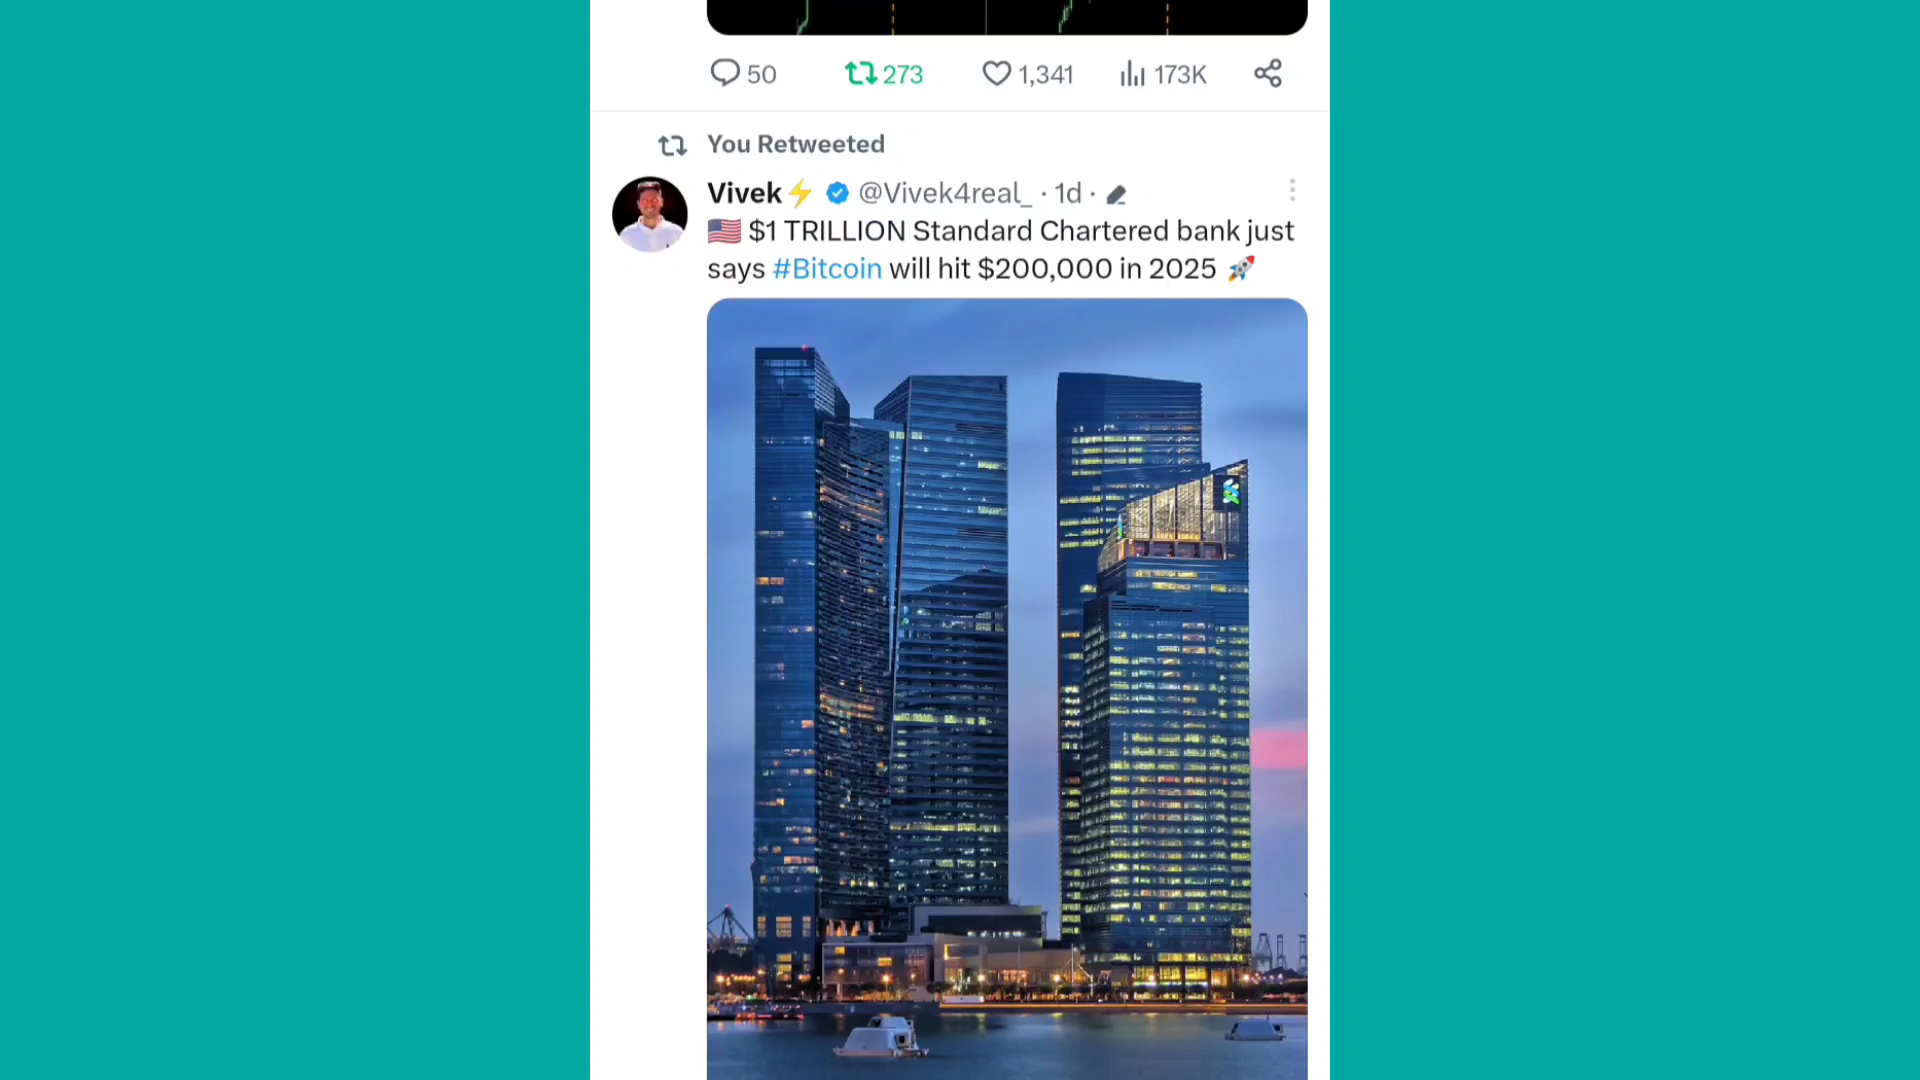 50 273 1,341 173K
You Retweeted
Vivek⚡ @Vivek4real_ · 1d ·
🇺🇸 $1 TRILLION Standard Chartered bank just
says #Bitcoin will hit $200,000 in 2025 🚀